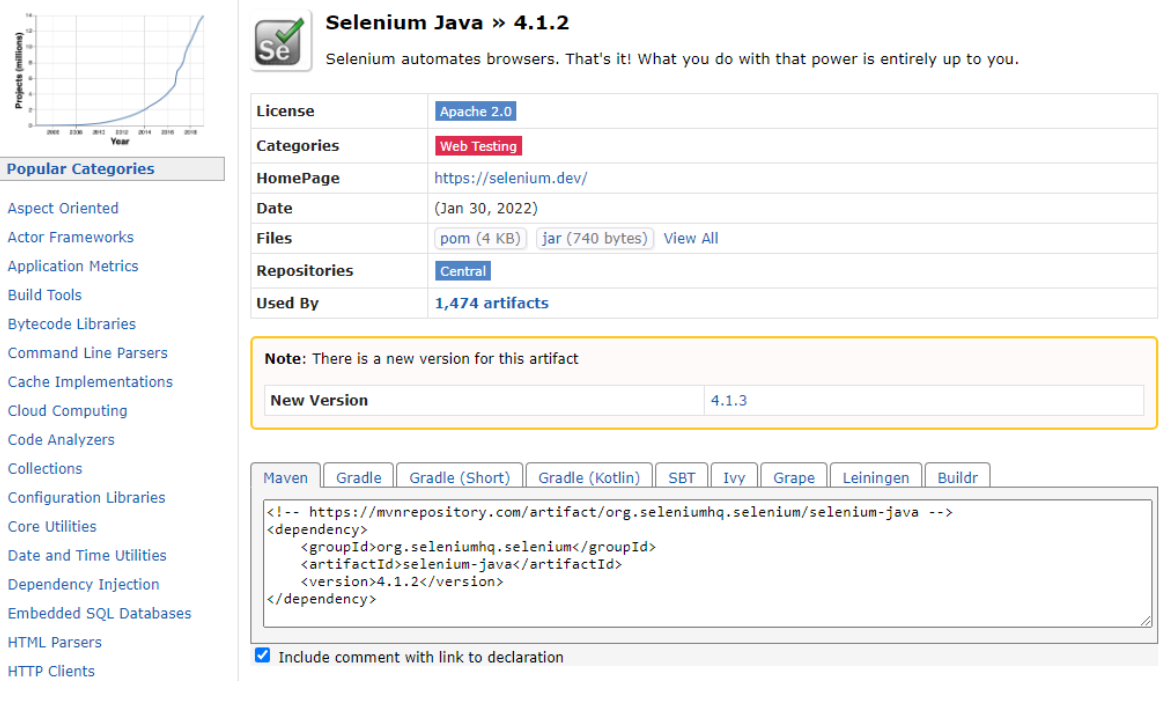 Projects (millions)
14
12
10
8
6
4
2
0
2012
2014
2016
2018
Year
Popular Categories
Aspect Oriented
Actor Frameworks
Application Metrics
Build Tools
Bytecode Libraries
Command Line Parsers
Cache Implementations
Cloud Computing
Code Analyzers
Collections
Configuration Libraries
Core Utilities
Date and Time Utilities
Dependency Injection
Embedded SQL Databases
HTML Parsers
HTTP Clients
Se
Selenium Java » 4.1.2
Selenium automates browsers. That's it! What you do with that power is entirely up to you.
License Apache 2.0
Categories Web Testing
HomePage https://selenium.dev/
Date (Jan 30, 2022)
Files pom (4 KB) jar (740 bytes) View All
Repositories Central
Used By 1,474 artifacts
Note: There is a new version for this artifact
New Version 4.1.3
Maven Gradle Gradle (Short) Gradle (Kotlin) SBT Ivy Grape Leiningen Buildr
<!-- https://mvnrepository.com/artifact/org.seleniumhq.selenium/selenium-java -->
<dependency>
    <groupId>org.seleniumhq.selenium</groupId>
    <artifactId>selenium-java</artifactId>
    <version>4.1.2</version>
</dependency>
Include comment with link to declaration